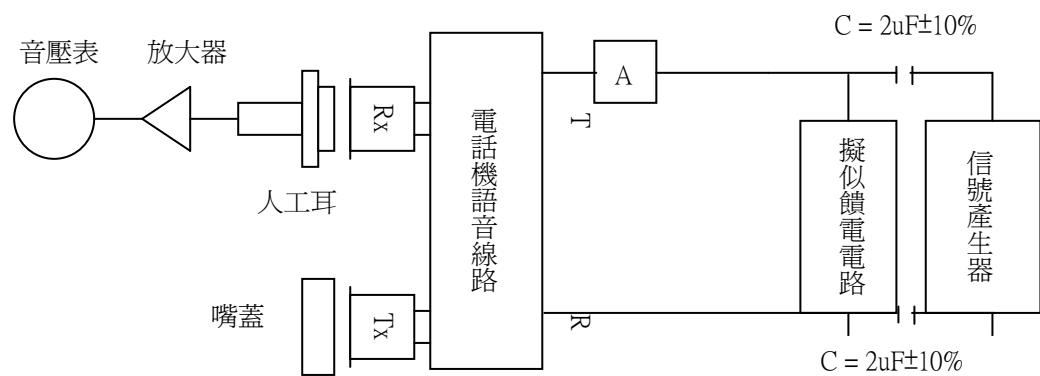 C = 2uF±10%
音壓表
放大器
A
Rx
T
電話機語音線路
擬似饋電電路
信號產生器
人工耳
嘴蓋
Tx
R
C = 2uF±10%